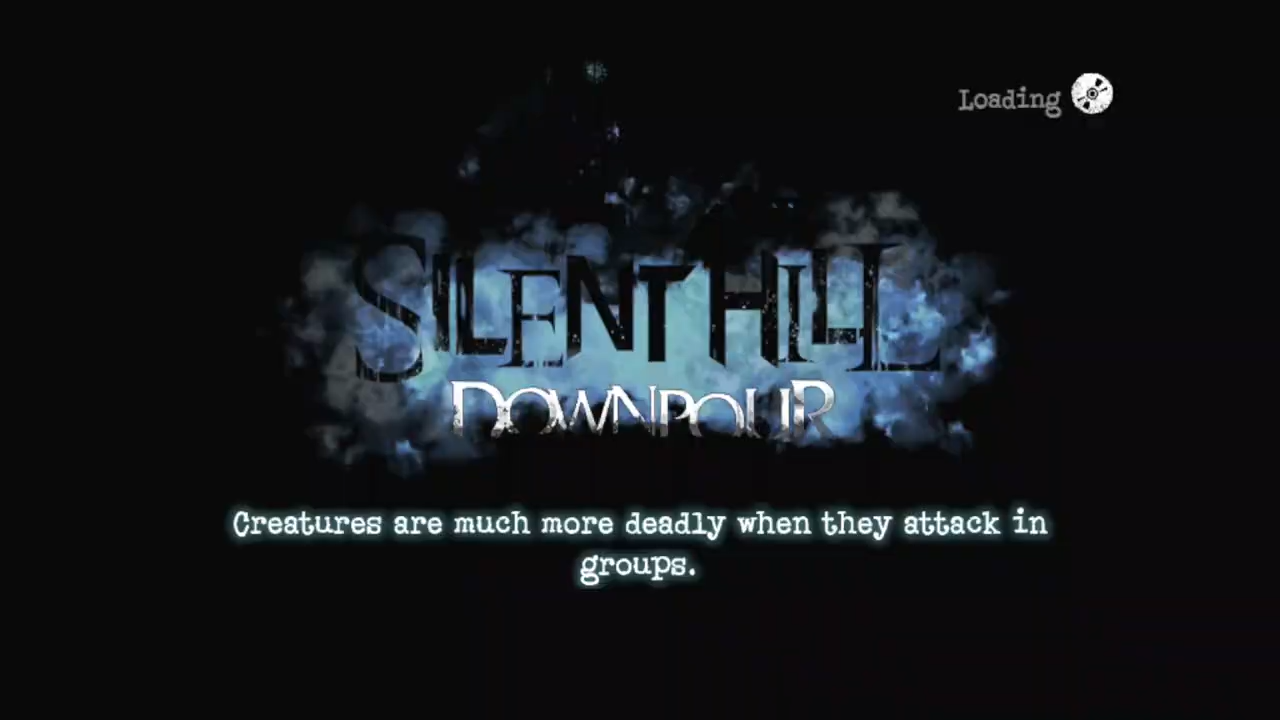 Loading
SILENT HILL
DOWNPOUR
Creatures are much more deadly when they attack in
groups.